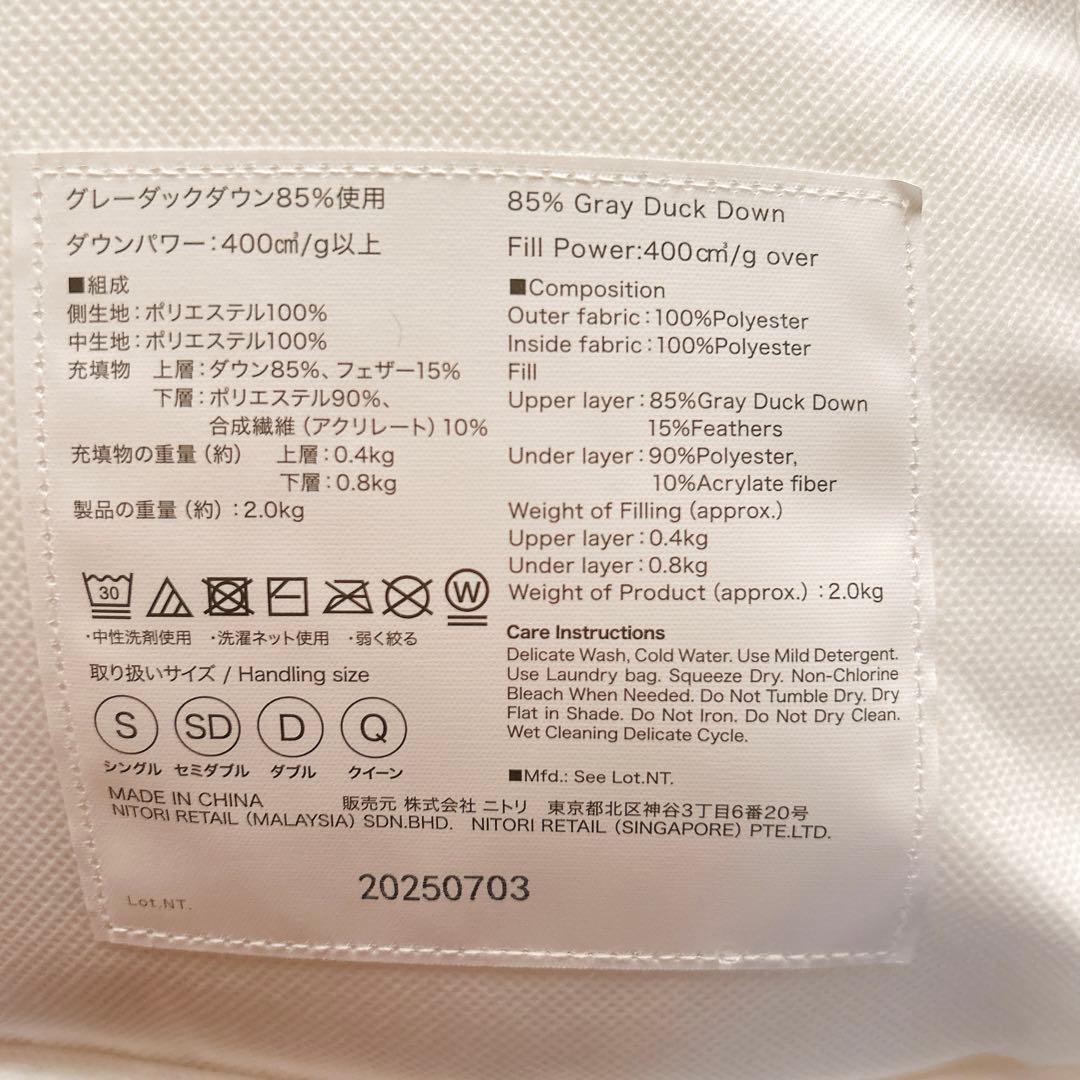 グレーダックダウン85%使用
ダウンパワー:400c㎥/g以上
■組成
側生地:ポリエステル100%
中生地:ポリエステル100%
充填物 上層:ダウン85%、フェザー15%
下層:ポリエステル90%、
合成繊維(アクリレート)10%
充填物の重量(約) 上層:0.4kg
下層:0.8kg
製品の重量(約):2.0kg
30 W
・中性洗剤使用 ・洗濯ネット使用 ・弱く絞る
取り扱いサイズ / Handling size
S SD D Q
シングル セミダブル ダブル クイーン
85% Gray Duck Down
Fill Power:400c㎥/g over
■Composition
Outer fabric:100%Polyester
Inside fabric:100%Polyester
Fill
Upper layer:85%Gray Duck Down
15%Feathers
Under layer:90%Polyester,
10%Acrylate fiber
Weight of Filling (approx.)
Upper layer:0.4kg
Under layer:0.8kg
Weight of Product (approx.):2.0kg
Care Instructions
Delicate Wash, Cold Water. Use Mild Detergent.
Use Laundry bag. Squeeze Dry. Non-Chlorine
Bleach When Needed. Do Not Tumble Dry. Dry
Flat in Shade. Do Not Iron. Do Not Dry Clean.
Wet Cleaning Delicate Cycle.
■Mfd.: See Lot.NT.
MADE IN CHINA 販売元 株式会社 ニトリ 東京都北区神谷3丁目6番20号
NITORI RETAIL (MALAYSIA) SDN.BHD. NITORI RETAIL (SINGAPORE) PTE.LTD.
20250703
Lot.NT.